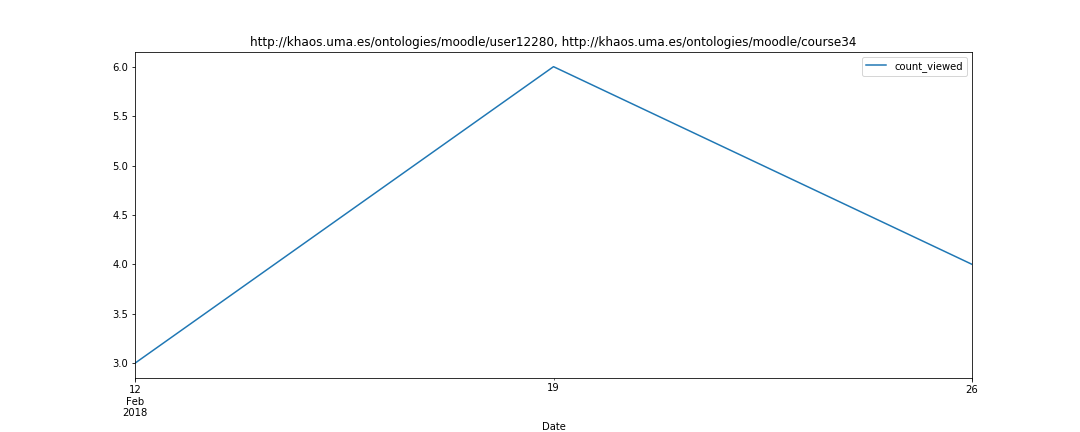 http://khaos.uma.es/ontologies/moodle/user12280, http://khaos.uma.es/ontologies/moodle/course34
count_viewed
6.0
5.5
5.0
4.5
4.0
3.5
3.0
12 19 26
Feb
2018
Date